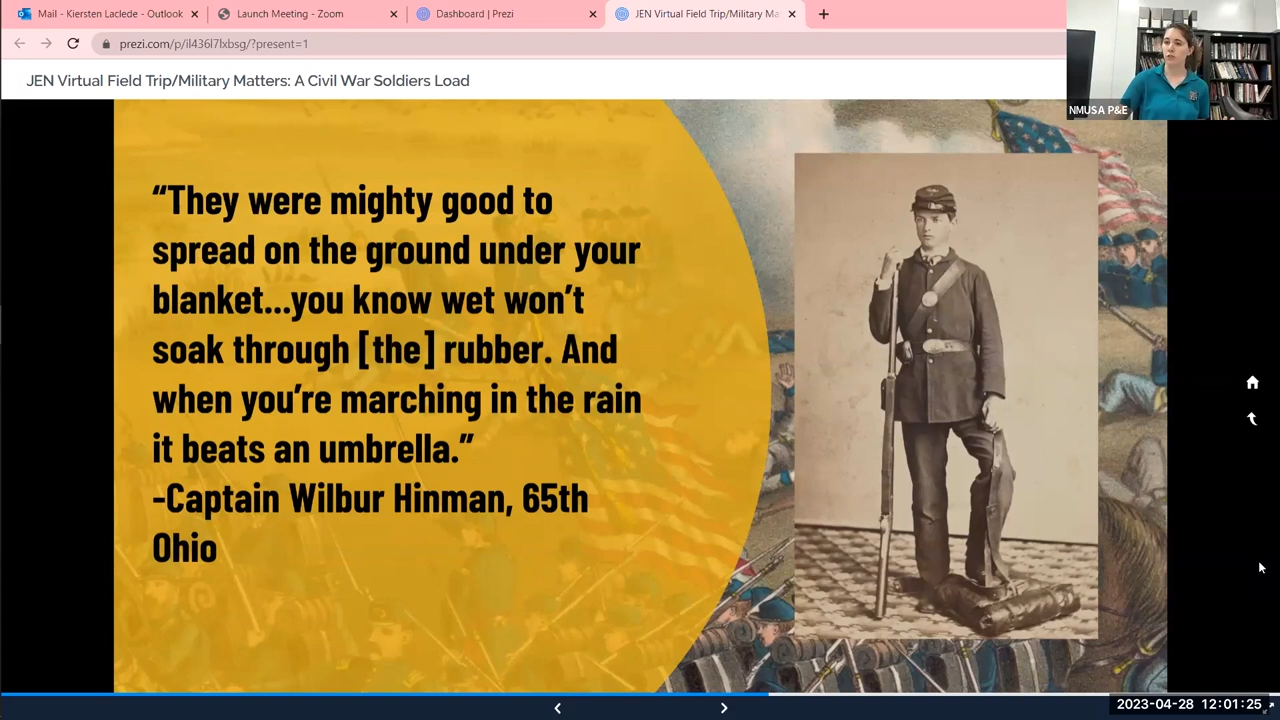 Mail - Kiersten Laclede - Outlook
Launch Meeting - Zoom
Dashboard | Prezi
JEN Virtual Field Trip/Military Ma
prezi.com/p/il436l7lxbsg/?present=1
NMUSA P&E
JEN Virtual Field Trip/Military Matters: A Civil War Soldiers Load
“They were mighty good to
spread on the ground under your
blanket...you know wet won’t
soak through [the] rubber. And
when you’re marching in the rain
it beats an umbrella.”
-Captain Wilbur Hinman, 65th
Ohio
2023-04-28 12:01:25